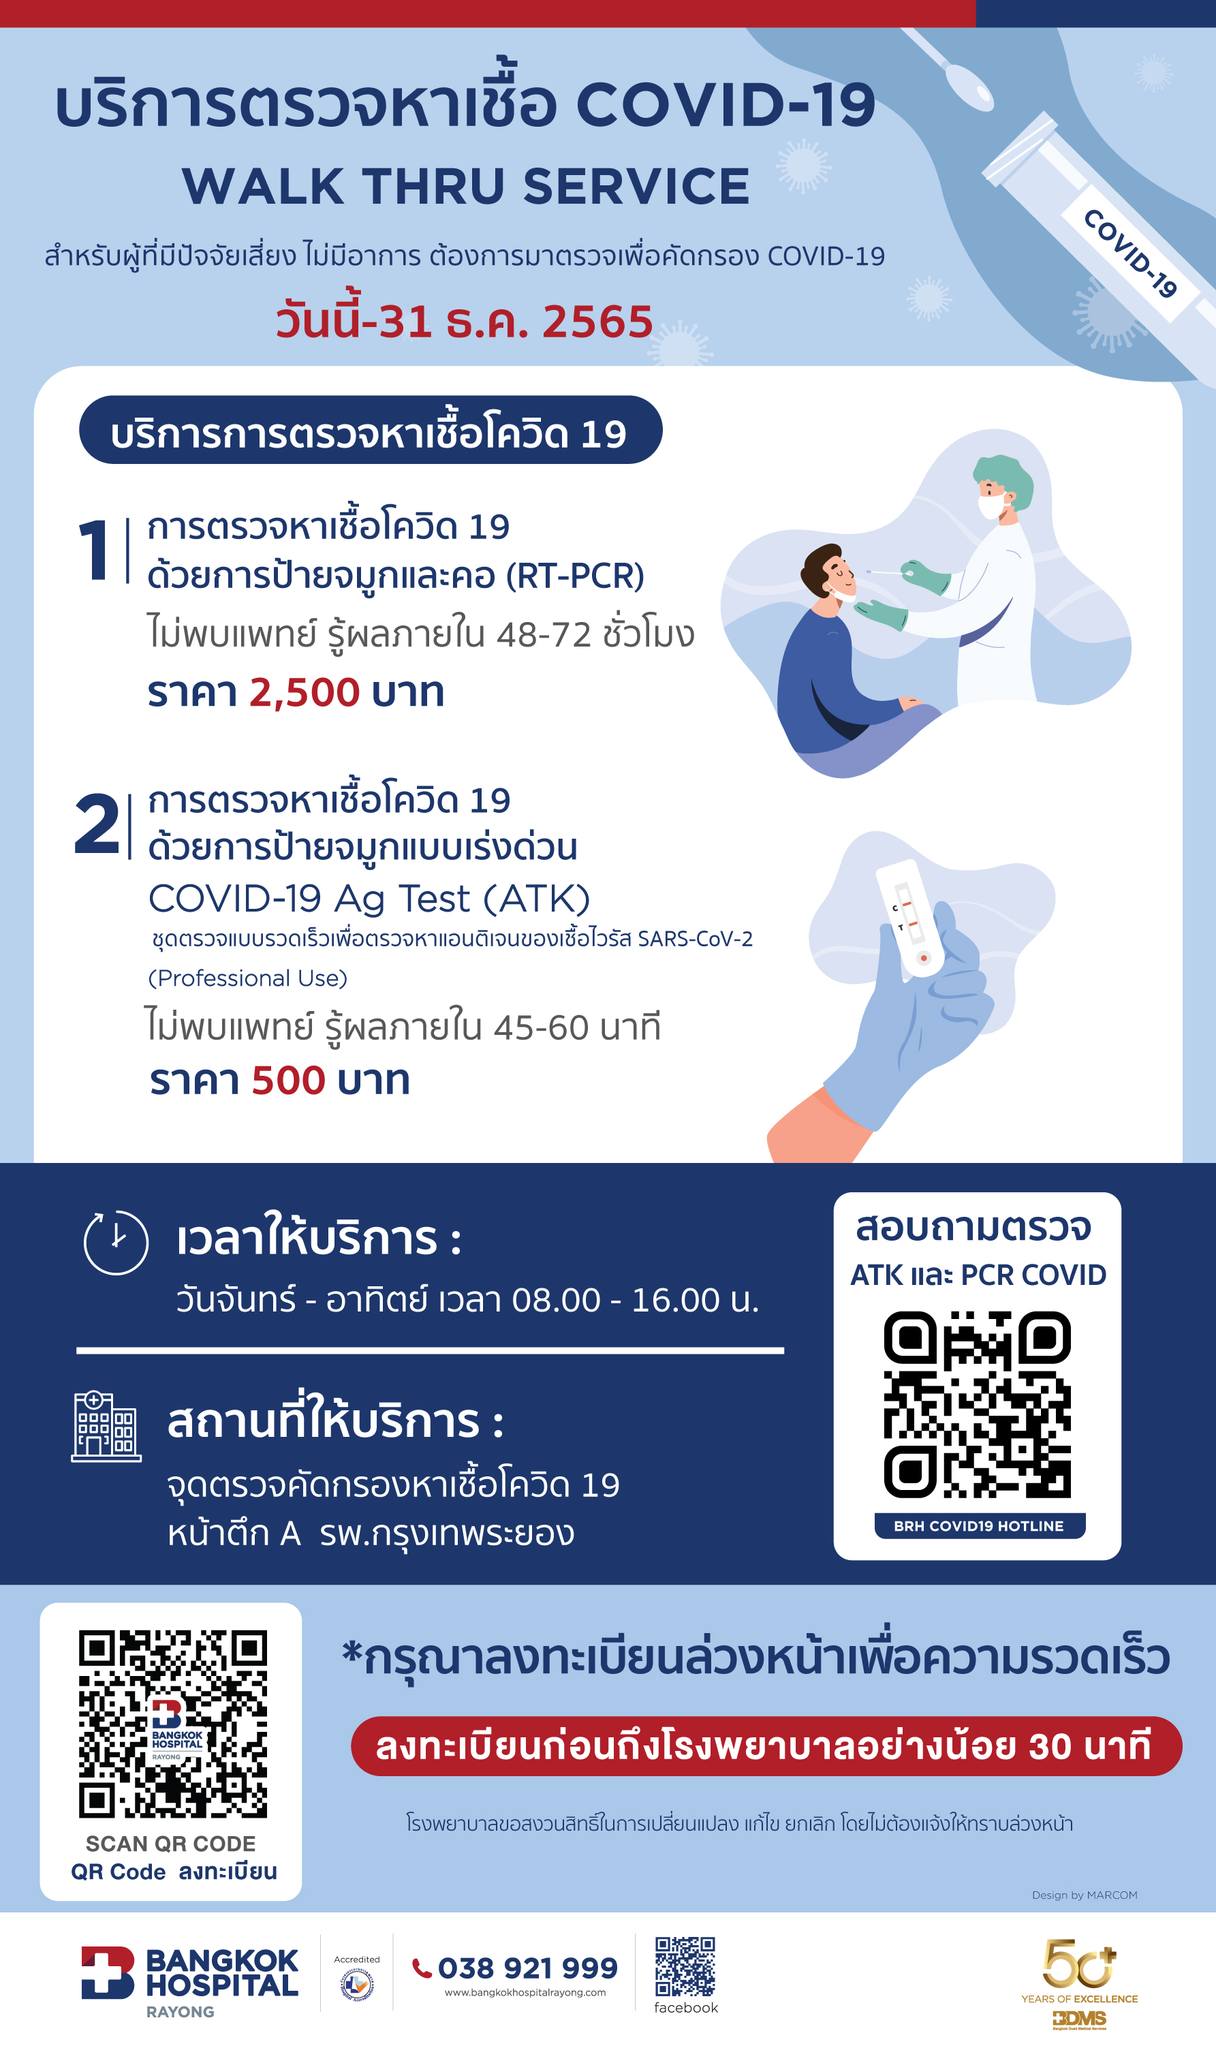 บริการตรวจหาเชื้อ COVID-19
WALK THRU SERVICE
สำหรับผู้ที่มีปัจจัยเสี่ยง ไม่มีอาการ ต้องการมาตรวจเพื่อคัดกรอง COVID-19
วันนี้-31 ธ.ค. 2565
COVID-19
บริการการตรวจหาเชื้อโควิด 19
1
การตรวจหาเชื้อโควิด 19
ด้วยการป้ายจมูกและคอ (RT-PCR)
ไม่พบแพทย์ รู้ผลภายใน 48-72 ชั่วโมง
ราคา 2,500 บาท
2
การตรวจหาเชื้อโควิด 19
ด้วยการป้ายจมูกแบบเร่งด่วน
COVID-19 Ag Test (ATK)
ชุดตรวจแบบรวดเร็วเพื่อตรวจหาแอนติเจนของเชื้อไวรัส SARS-CoV-2
(Professional Use)
ไม่พบแพทย์ รู้ผลภายใน 45-60 นาที
ราคา 500 บาท
C
T
เวลาให้บริการ :
วันจันทร์ - อาทิตย์ เวลา 08.00 - 16.00 น.
สถานที่ให้บริการ :
จุดตรวจคัดกรองหาเชื้อโควิด 19
หน้าตึก A รพ.กรุงเทพระยอง
สอบถามตรวจ
ATK และ PCR COVID
BRH COVID19 HOTLINE
BANGKOK
HOSPITAL
RAYONG
SCAN QR CODE
QR Code ลงทะเบียน
*กรุณาลงทะเบียนล่วงหน้าเพื่อความรวดเร็ว
ลงทะเบียนก่อนถึงโรงพยาบาลอย่างน้อย 30 นาที
โรงพยาบาลขอสงวนสิทธิ์ในการเปลี่ยนแปลง แก้ไข ยกเลิก โดยไม่ต้องแจ้งให้ทราบล่วงหน้า
Design by MARCOM
BANGKOK
HOSPITAL
RAYONG
Accredited
038 921 999
www.bangkokhospitalrayong.com
facebook
50+
YEARS OF EXCELLENCE
BDMS